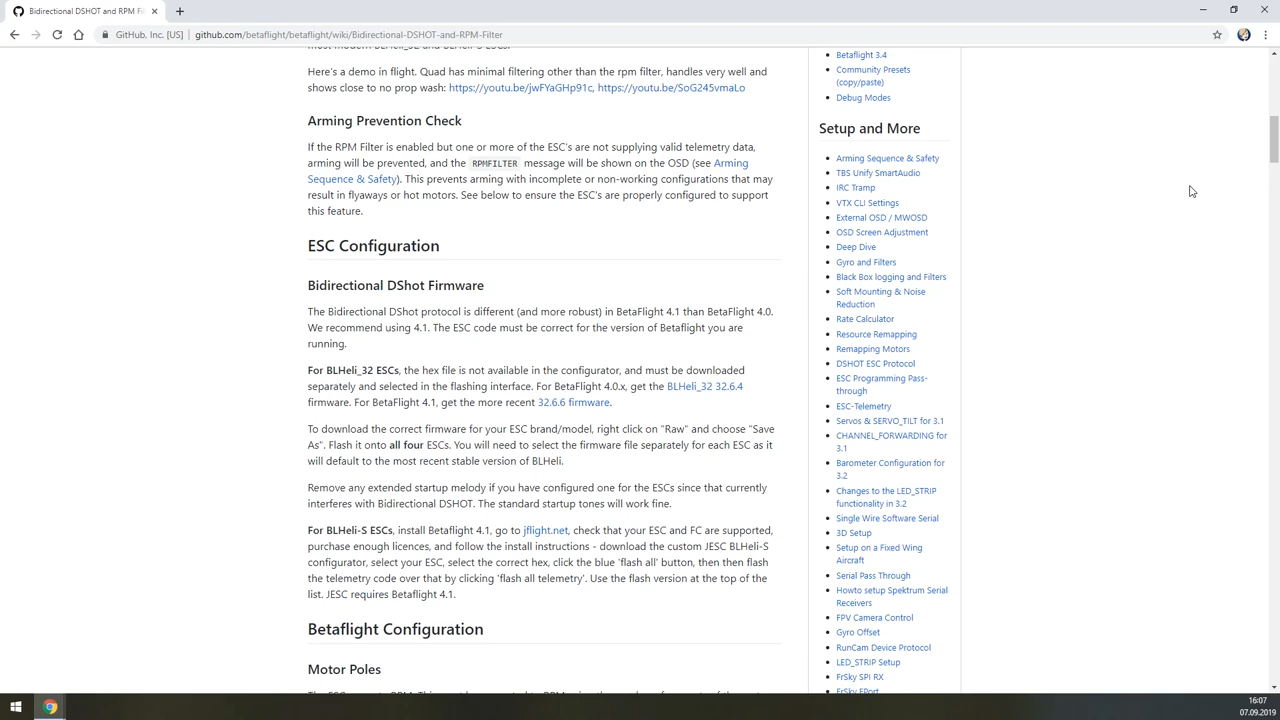 Bidirectional DSHOT and RPM-Filter
GitHub, Inc. [US] | github.com/betaflight/betaflight/wiki/Bidirectional-DSHOT-and-RPM-Filter
most modern BLHeli_32 and BLHeli-S ESCs.
Here's a demo in flight. Quad has minimal filtering other than the rpm filter, handles very well and
shows close to no prop wash: https://youtu.be/jwFYaGHp91c, https://youtu.be/SoG245vmaLo
Arming Prevention Check
If the RPM Filter is enabled but one or more of the ESC's are not supplying valid telemetry data,
arming will be prevented, and the RPMFILTER message will be shown on the OSD (see Arming
Sequence & Safety). This prevents arming with incomplete or non-working configurations that may
result in flyaways or hot motors. See below to ensure the ESC's are properly configured to support
this feature.
ESC Configuration
Bidirectional DShot Firmware
The Bidirectional DShot protocol is different (and more robust) in BetaFlight 4.1 than BetaFlight 4.0.
We recommend using 4.1. The ESC code must be correct for the version of Betaflight you are
running.
For BLHeli_32 ESCs, the hex file is not available in the configurator, and must be downloaded
separately and selected in the flashing interface. For BetaFlight 4.0.x, get the BLHeli_32 32.6.4
firmware. For BetaFlight 4.1, get the more recent 32.6.6 firmware.
To download the correct firmware for your ESC brand/model, right click on "Raw" and choose "Save
As". Flash it onto all four ESCs. You will need to select the firmware file separately for each ESC as it
will default to the most recent stable version of BLHeli.
Remove any extended startup melody if you have configured one for the ESCs since that currently
interferes with Bidirectional DSHOT. The standard startup tones will work fine.
For BLHeli-S ESCs, install Betaflight 4.1, go to jflight.net, check that your ESC and FC are supported,
purchase enough licences, and follow the install instructions - download the custom JESC BLHeli-S
configurator, select your ESC, select the correct hex, click the blue 'flash all' button, then then flash
the telemetry code over that by clicking 'flash all telemetry'. Use the flash version at the top of the
list. JESC requires Betaflight 4.1.
Betaflight Configuration
Motor Poles
Betaflight 3.4
Community Presets
(copy/paste)
Debug Modes
Setup and More
Arming Sequence & Safety
TBS Unify SmartAudio
IRC Tramp
VTX CLI Settings
External OSD / MWOSD
OSD Screen Adjustment
Deep Dive
Gyro and Filters
Black Box logging and Filters
Soft Mounting & Noise
Reduction
Rate Calculator
Resource Remapping
Remapping Motors
DSHOT ESC Protocol
ESC Programming Pass-
through
ESC-Telemetry
Servos & SERVO_TILT for 3.1
CHANNEL_FORWARDING for
3.1
Barometer Configuration for
3.2
Changes to the LED_STRIP
functionality in 3.2
Single Wire Software Serial
3D Setup
Setup on a Fixed Wing
Aircraft
Serial Pass Through
Howto setup Spektrum Serial
Receivers
FPV Camera Control
Gyro Offset
RunCam Device Protocol
LED_STRIP Setup
FrSky SPI RX
FrSky FPort
16:07
07.09.2019